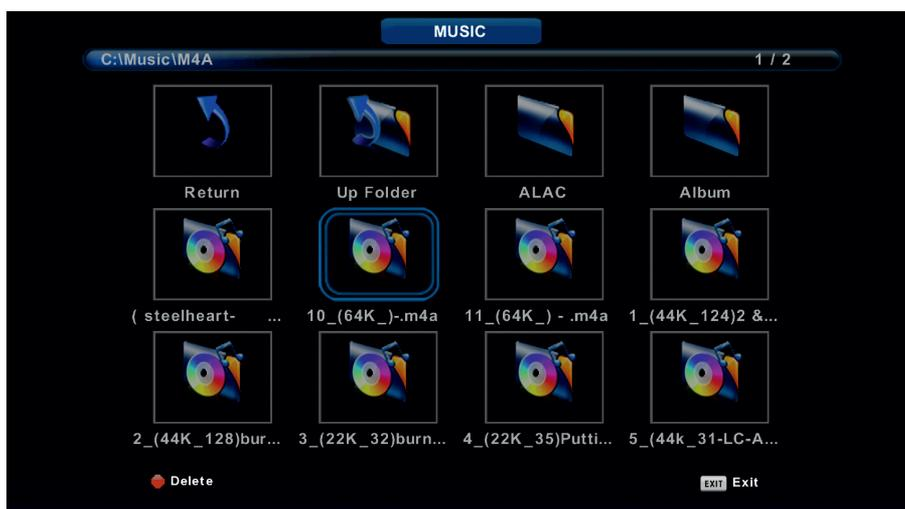 MUSIC
C:\Music\M4A 1 / 2
Return Up Folder ALAC Album
( steelheart- ... 10_(64K_)-.m4a 11_(64K_) - .m4a 1_(44K_124)2 &...
2_(44K_128)bur... 3_(22K_32)burn... 4_(22K_35)Putti... 5_(44k_31-LC-A...
Delete EXIT Exit